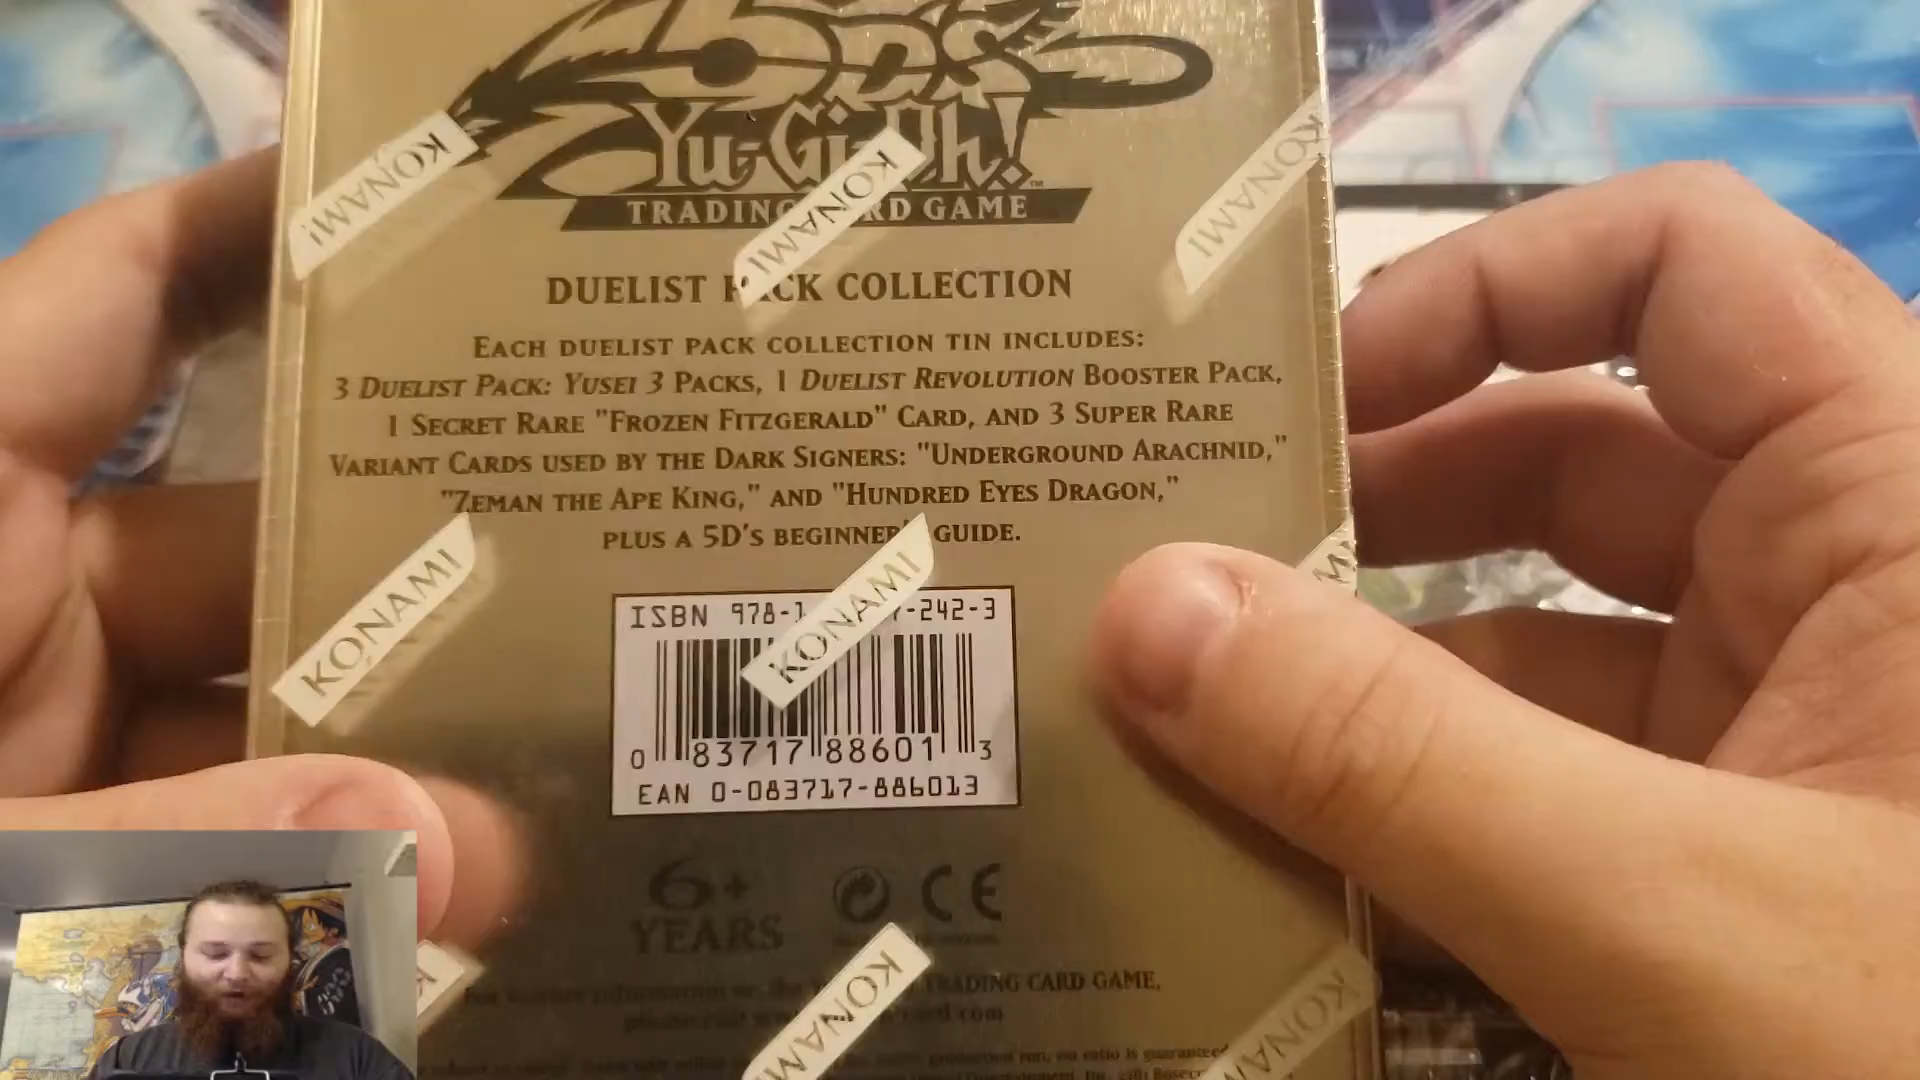 5DS
Yu-Gi-Oh!
TRADING CARD GAME
KONAMI
KONAMI
KONAMI
DUELIST PACK COLLECTION
EACH DUELIST PACK COLLECTION TIN INCLUDES:
3 DUELIST PACK: YUSEI 3 PACKS, 1 DUELIST REVOLUTION BOOSTER PACK,
1 SECRET RARE "FROZEN FITZGERALD" CARD, AND 3 SUPER RARE
VARIANT CARDS USED BY THE DARK SIGNERS: "UNDERGROUND ARACHNID,"
"ZEMAN THE APE KING," AND "HUNDRED EYES DRAGON,"
PLUS A 5D'S BEGINNER'S GUIDE.
KONAMI
KONAMI
ISBN 978-1 -242-3
0 83717 88601 3
EAN 0-083717-886013
6+
YEARS
CE
TRADING CARD GAME,
KONAMI
KONAMI